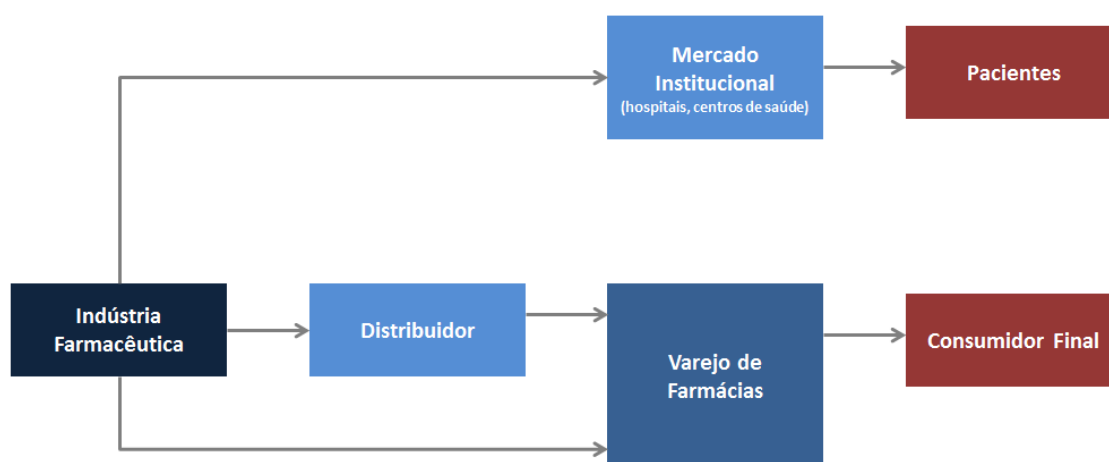 Mercado
Institucional
(hospitais, centros de saúde)
Pacientes
Indústria
Farmacêutica
Distribuidor
Varejo de
Farmácias
Consumidor Final